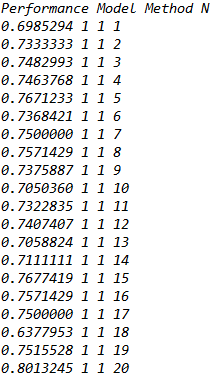 Performance Model Method N
0.6985294 1 1 1
0.7333333 1 1 2
0.7482993 1 1 3
0.7463768 1 1 4
0.7671233 1 1 5
0.7368421 1 1 6
0.7500000 1 1 7
0.7571429 1 1 8
0.7375887 1 1 9
0.7050360 1 1 10
0.7322835 1 1 11
0.7407407 1 1 12
0.7058824 1 1 13
0.7111111 1 1 14
0.7677419 1 1 15
0.7571429 1 1 16
0.7500000 1 1 17
0.6377953 1 1 18
0.7515528 1 1 19
0.8013245 1 1 20